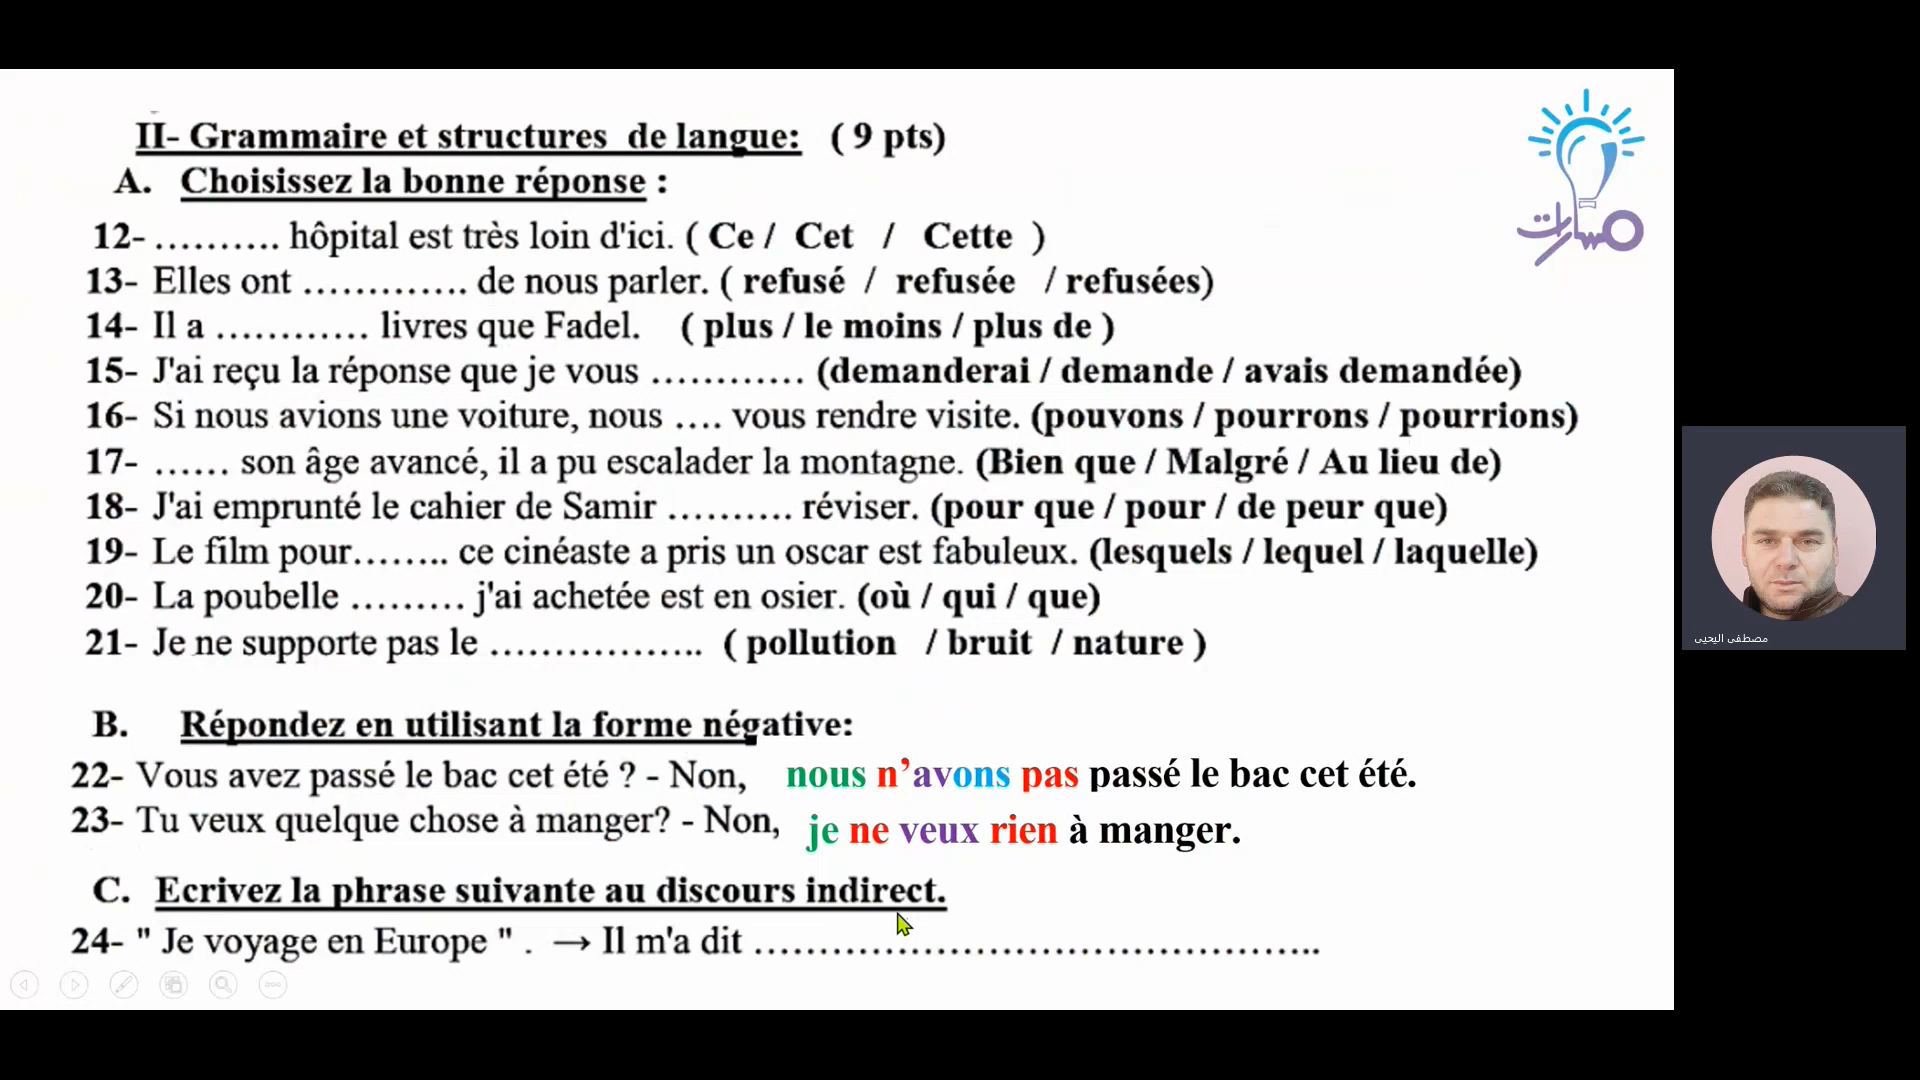 II- Grammaire et structures de langue: ( 9 pts)
A. Choisissez la bonne réponse :
12- ………. hôpital est très loin d'ici. ( Ce / Cet / Cette )
13- Elles ont …………. de nous parler. ( refusé / refusée / refusées)
14- Il a ………… livres que Fadel. ( plus / le moins / plus de )
15- J'ai reçu la réponse que je vous ………… (demanderai / demande / avais demandée)
16- Si nous avions une voiture, nous …. vous rendre visite. (pouvons / pourrons / pourrions)
17- …… son âge avancé, il a pu escalader la montagne. (Bien que / Malgré / Au lieu de)
18- J'ai emprunté le cahier de Samir ………. réviser. (pour que / pour / de peur que)
19- Le film pour…….. ce cinéaste a pris un oscar est fabuleux. (lesquels / lequel / laquelle)
20- La poubelle ……… j'ai achetée est en osier. (où / qui / que)
21- Je ne supporte pas le …………….. ( pollution / bruit / nature )
B. Répondez en utilisant la forme négative:
22- Vous avez passé le bac cet été ? - Non, nous n’avons pas passé le bac cet été.
23- Tu veux quelque chose à manger? - Non, je ne veux rien à manger.
C. Ecrivez la phrase suivante au discours indirect.
24- " Je voyage en Europe " . → Il m'a dit …………………………………………..
مسارات
مصطفى اليحيى